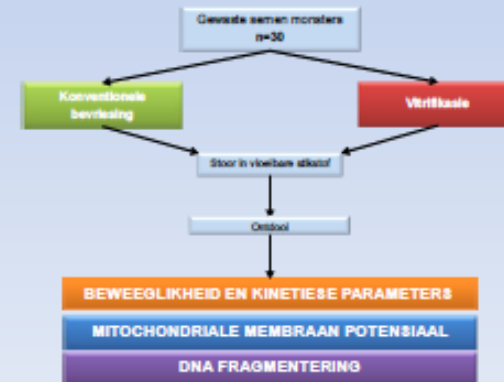 Gewaste semen monsters
n=30
Konventionele
bevriesing
Vitrifikasie
Stoor in vloeibare stikstof
Ontdooi
BEWEEGLIKHEID EN KINETIESE PARAMETERS
MITOCHONDRIALE MEMBRAAN POTENSIAAL
DNA FRAGMENTERING